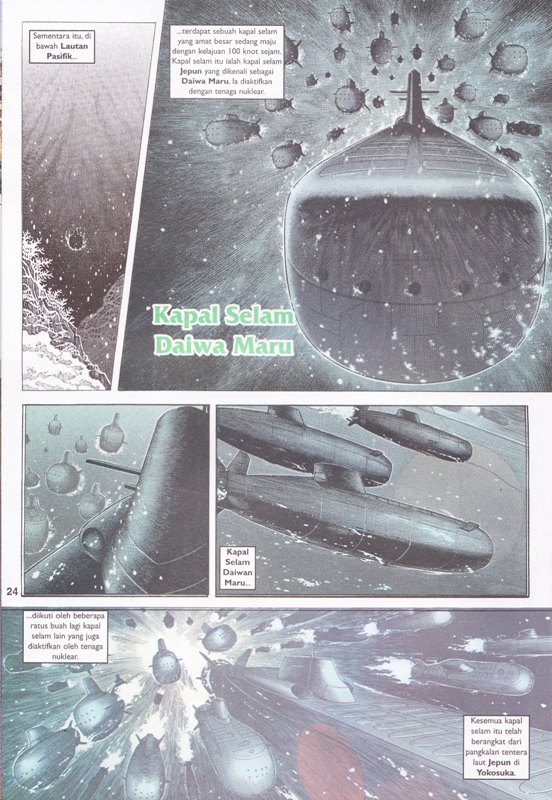 Sementara itu, di
bawah Lautan
Pasifik...
...terdapat sebuah kapal selam
yang amat besar sedang maju
dengan kelajuan 100 knot sejam.
Kapal selam itu ialah kapal selam
Jepun yang dikenali sebagai
Daiwa Maru. Ia diaktifkan
dengan tenaga nuklear.
Kapal Selam
Daiwa Maru
Kapal
Selam
Daiwan
Maru...
24
...diikuti oleh beberapa
ratus buah lagi kapal
selam lain yang juga
diaktifkan oleh tenaga
nuklear.
Kesemua kapal
selam itu telah
berangkat dari
pangkalan tentera
laut Jepun di
Yokosuka.